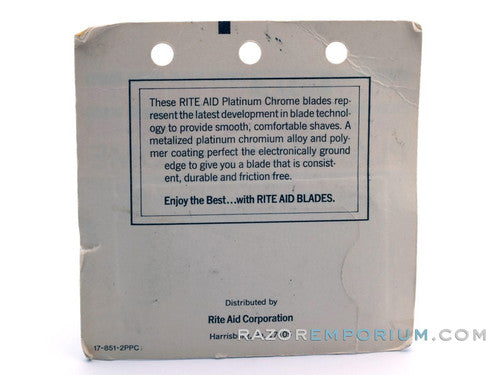 These RITE AID Platinum Chrome blades rep-
resent the latest development in blade technol-
ogy to provide smooth, comfortable shaves. A
metalized platinum chromium alloy and poly-
mer coating perfect the electronically ground
edge to give you a blade that is consist-
ent, durable and friction free.
Enjoy the Best...with RITE AID BLADES.
Distributed by
Rite Aid Corporation
Harrisburg,
RAZOREMPORIUM.COM
17-851-2PPC